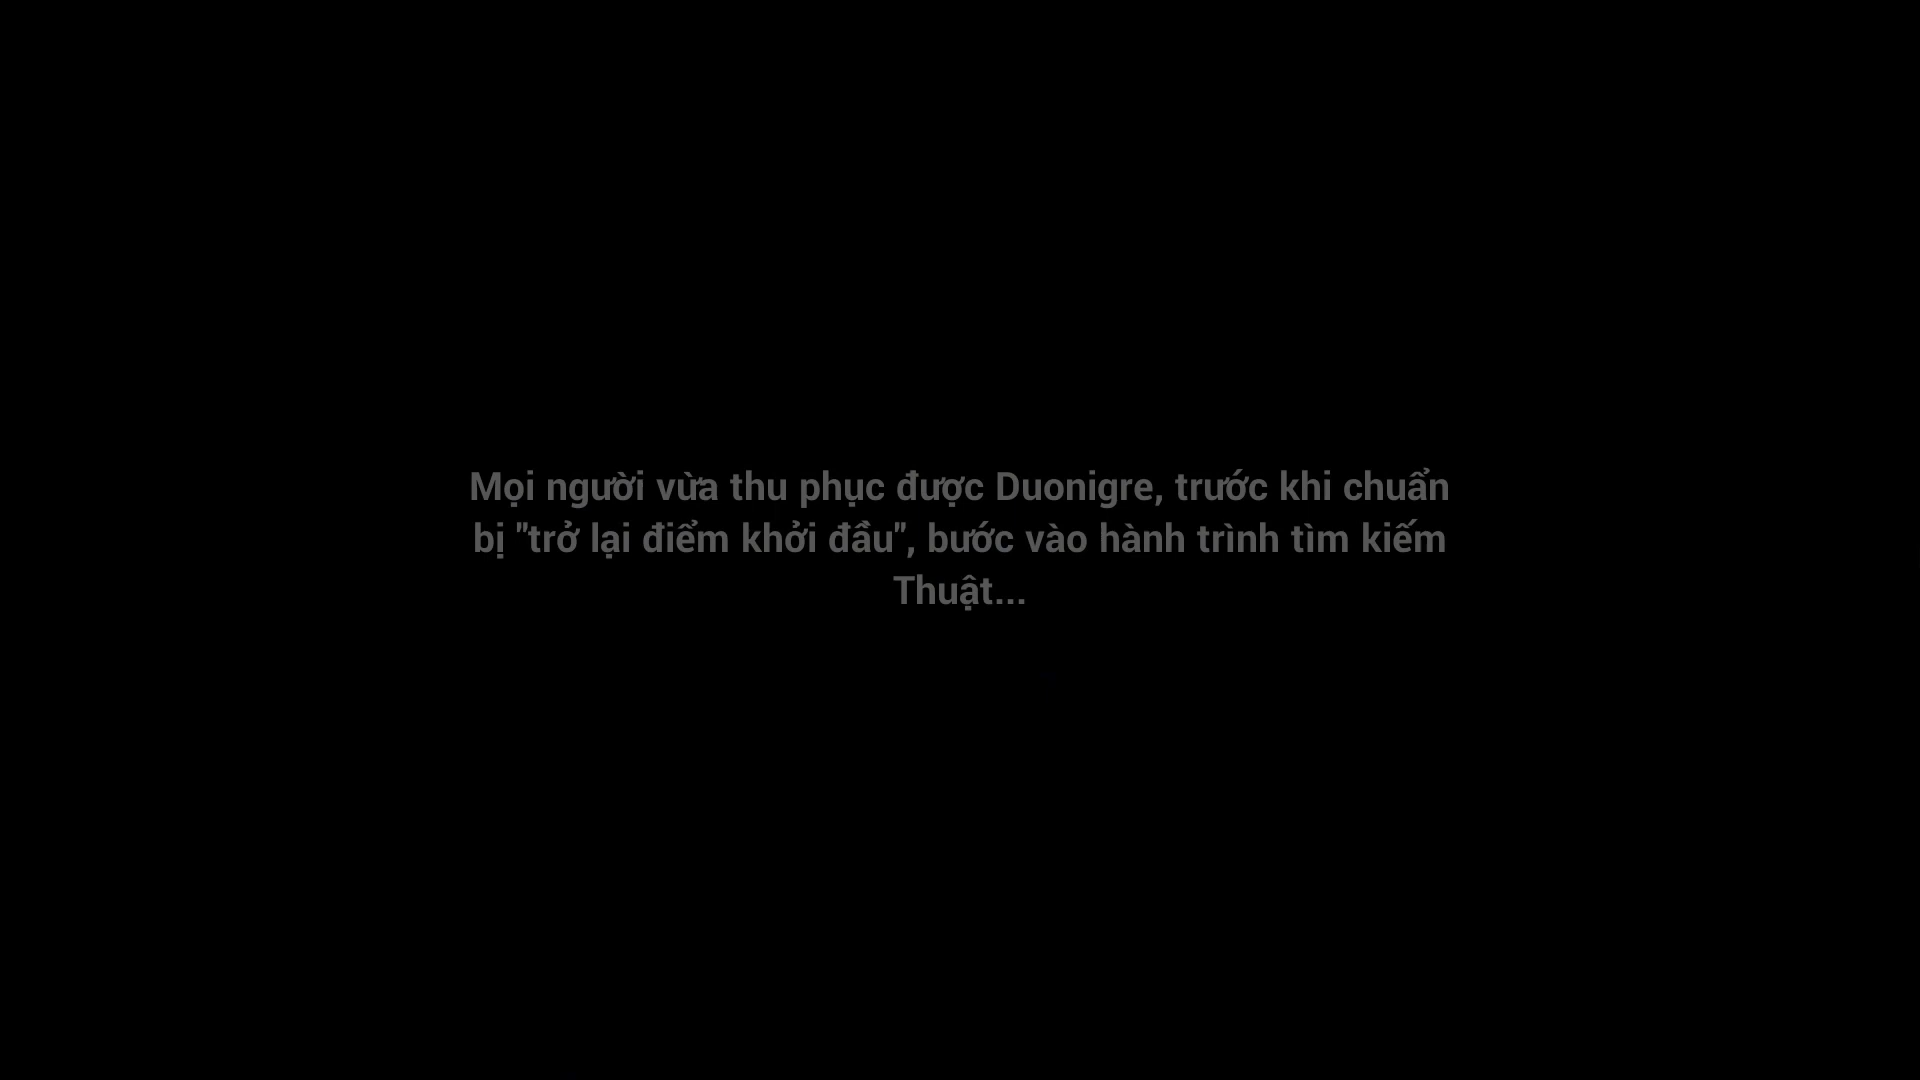 Mọi người vừa thu phục được Duonigre, trước khi chuẩn
bị "trở lại điểm khởi đầu", bước vào hành trình tìm kiếm
Thuật...